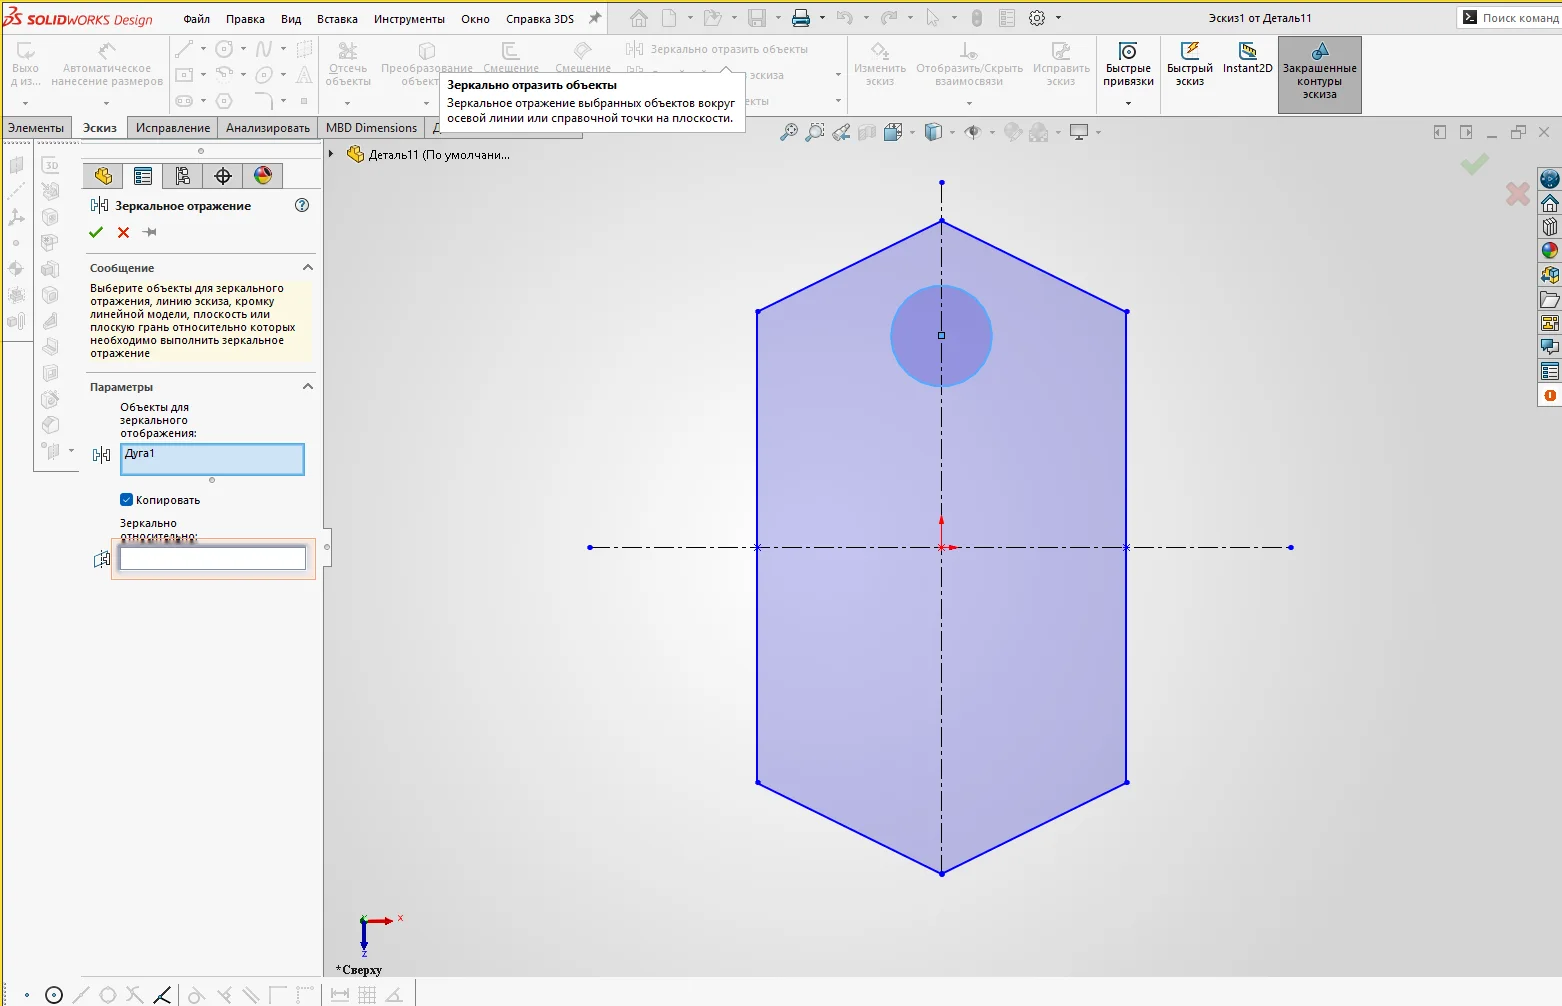 SOLIDWORKS Design
Файл Правка Вид Вставка Инструменты Окно Справка 3DS
Эскиз1 от Деталь11
Поиск команд
Выхо
д из...
Автоматическое
нанесение размеров
Отсечь
объекты
Преобразование
объект
Смещение
Смещение
Зеркально отразить объекты
эскиза
кты
Изменить
эскиз
Отобразить/Скрыть
взаимосвязи
Исправить
эскиз
Быстрые
привязки
Быстрый
эскиз
Instant2D
Закрашенные
контуры
эскиза
Зеркально отразить объекты
Зеркальное отражение выбранных объектов вокруг
осевой линии или справочной точки на плоскости.
Элементы Эскиз Исправление Анализировать MBD Dimensions
Деталь11 (По умолчани...
3D
Зеркальное отражение
Сообщение
Выберите объекты для зеркального
отражения, линию эскиза, кромку
линейной модели, плоскость или
плоскую грань относительно которых
необходимо выполнить зеркальное
отражение
Параметры
Объекты для
зеркального
отображения:
Дуга1
Копировать
Зеркально
относительно:
Y
X
Z
*Сверху